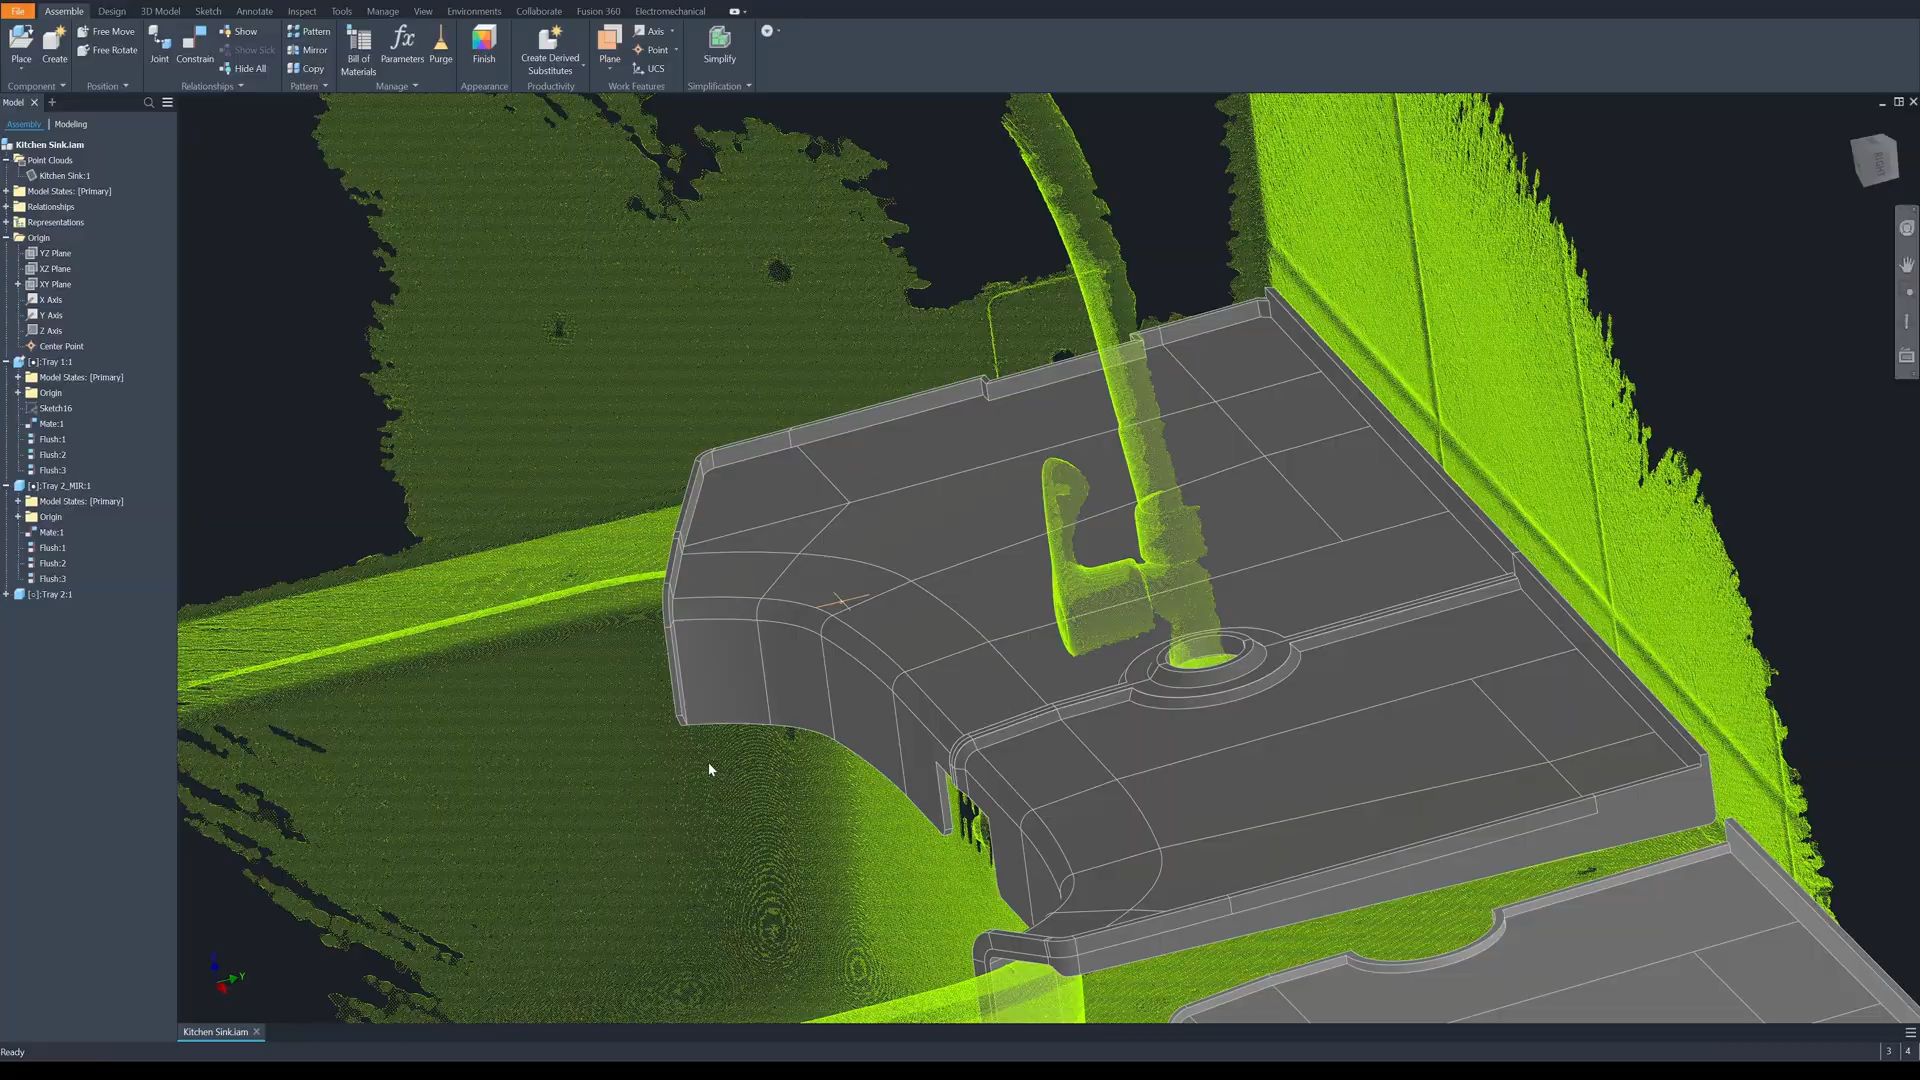 File Assemble Design 3D Model Sketch Annotate Inspect Tools Manage View Environments Collaborate Fusion 360 Electromechanical
Place Create Free Move Joint Constrain Show Pattern Bill of Materials Parameters Purge Finish Create Derived Substitutes Plane Axis Simplify
Free Rotate Show Sick Mirror Point
Hide All Copy UCS
Component Position Relationships Pattern Manage Appearance Productivity Work Features Simplification
Model
Assembly | Modeling
Kitchen Sink.iam
Point Clouds
Kitchen Sink:1
Model States: [Primary]
Relationships
Representations
Origin
YZ Plane
XZ Plane
XY Plane
X Axis
Y Axis
Z Axis
Center Point
[●]:Tray 1:1
Model States: [Primary]
Origin
Sketch16
Mate:1
Flush:1
Flush:2
Flush:3
[●]:Tray 2_MIR:1
Model States: [Primary]
Origin
Mate:1
Flush:1
Flush:2
Flush:3
[○]:Tray 2:1
RIGHT
Y
Kitchen Sink.iam
Ready
3 4